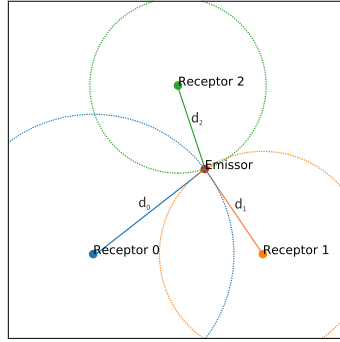 Receptor 2
d₂
Emissor
d₀
d₁
Receptor 0
Receptor 1